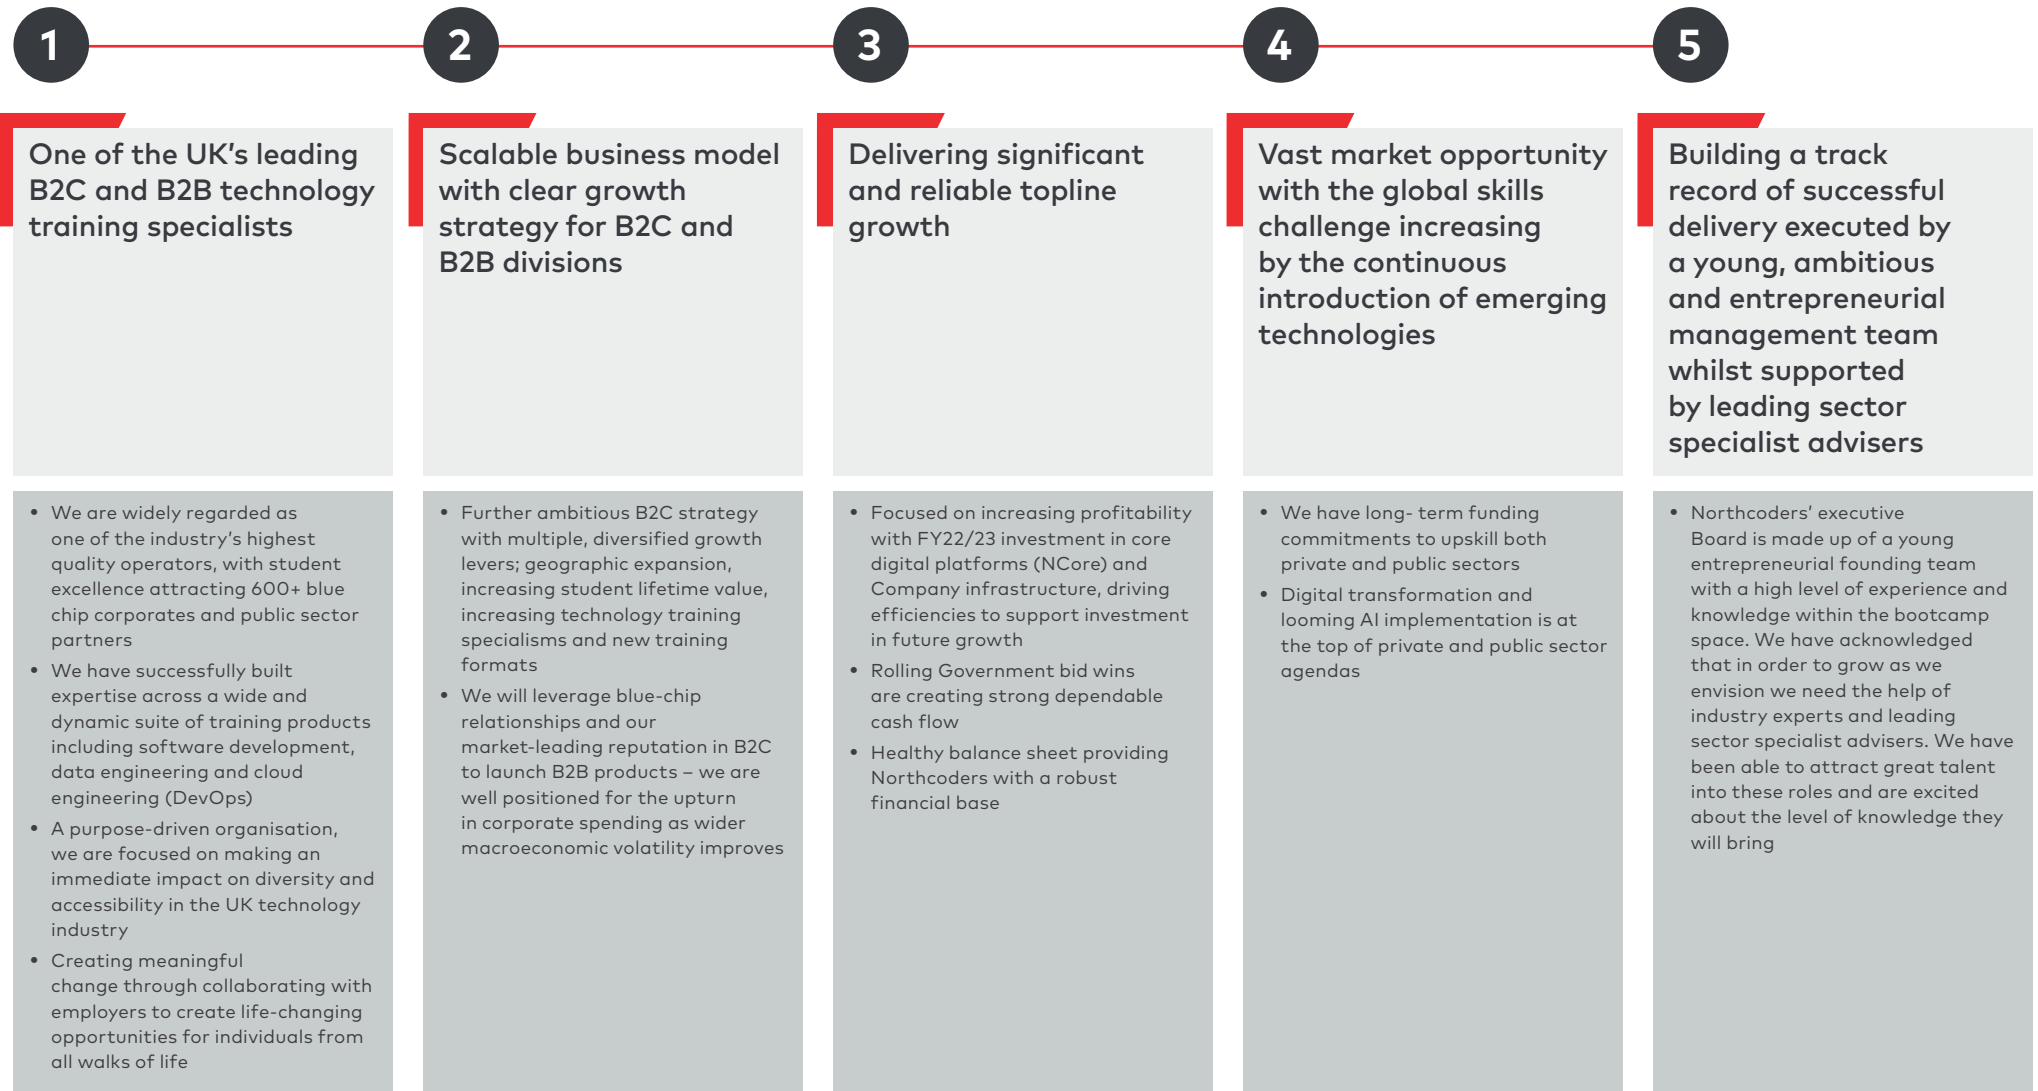 1
2
3
4
5
One of the UK's leading
B2C and B2B technology
training specialists
Scalable business model
with clear growth
strategy for B2C and
B2B divisions
Delivering significant
and reliable topline
growth
Vast market opportunity
with the global skills
challenge increasing
by the continuous
introduction of emerging
technologies
Building a track
record of successful
delivery executed by
a young, ambitious
and entrepreneurial
management team
whilst supported
by leading sector
specialist advisers
• We are widely regarded as
one of the industry's highest
quality operators, with student
excellence attracting 600+ blue
chip corporates and public sector
partners
• We have successfully built
expertise across a wide and
dynamic suite of training products
including software development,
data engineering and cloud
engineering (DevOps)
• A purpose-driven organisation,
we are focused on making an
immediate impact on diversity and
accessibility in the UK technology
industry
• Creating meaningful
change through collaborating with
employers to create life-changing
opportunities for individuals from
all walks of life
• Further ambitious B2C strategy
with multiple, diversified growth
levers; geographic expansion,
increasing student lifetime value,
increasing technology training
specialisms and new training
formats
• We will leverage blue-chip
relationships and our
market-leading reputation in B2C
to launch B2B products – we are
well positioned for the upturn
in corporate spending as wider
macroeconomic volatility improves
• Focused on increasing profitability
with FY22/23 investment in core
digital platforms (NCore) and
Company infrastructure, driving
efficiencies to support investment
in future growth
• Rolling Government bid wins
are creating strong dependable
cash flow
• Healthy balance sheet providing
Northcoders with a robust
financial base
• We have long- term funding
commitments to upskill both
private and public sectors
• Digital transformation and
looming AI implementation is at
the top of private and public sector
agendas
• Northcoders' executive
Board is made up of a young
entrepreneurial founding team
with a high level of experience and
knowledge within the bootcamp
space. We have acknowledged
that in order to grow as we
envision we need the help of
industry experts and leading
sector specialist advisers. We have
been able to attract great talent
into these roles and are excited
about the level of knowledge they
will bring